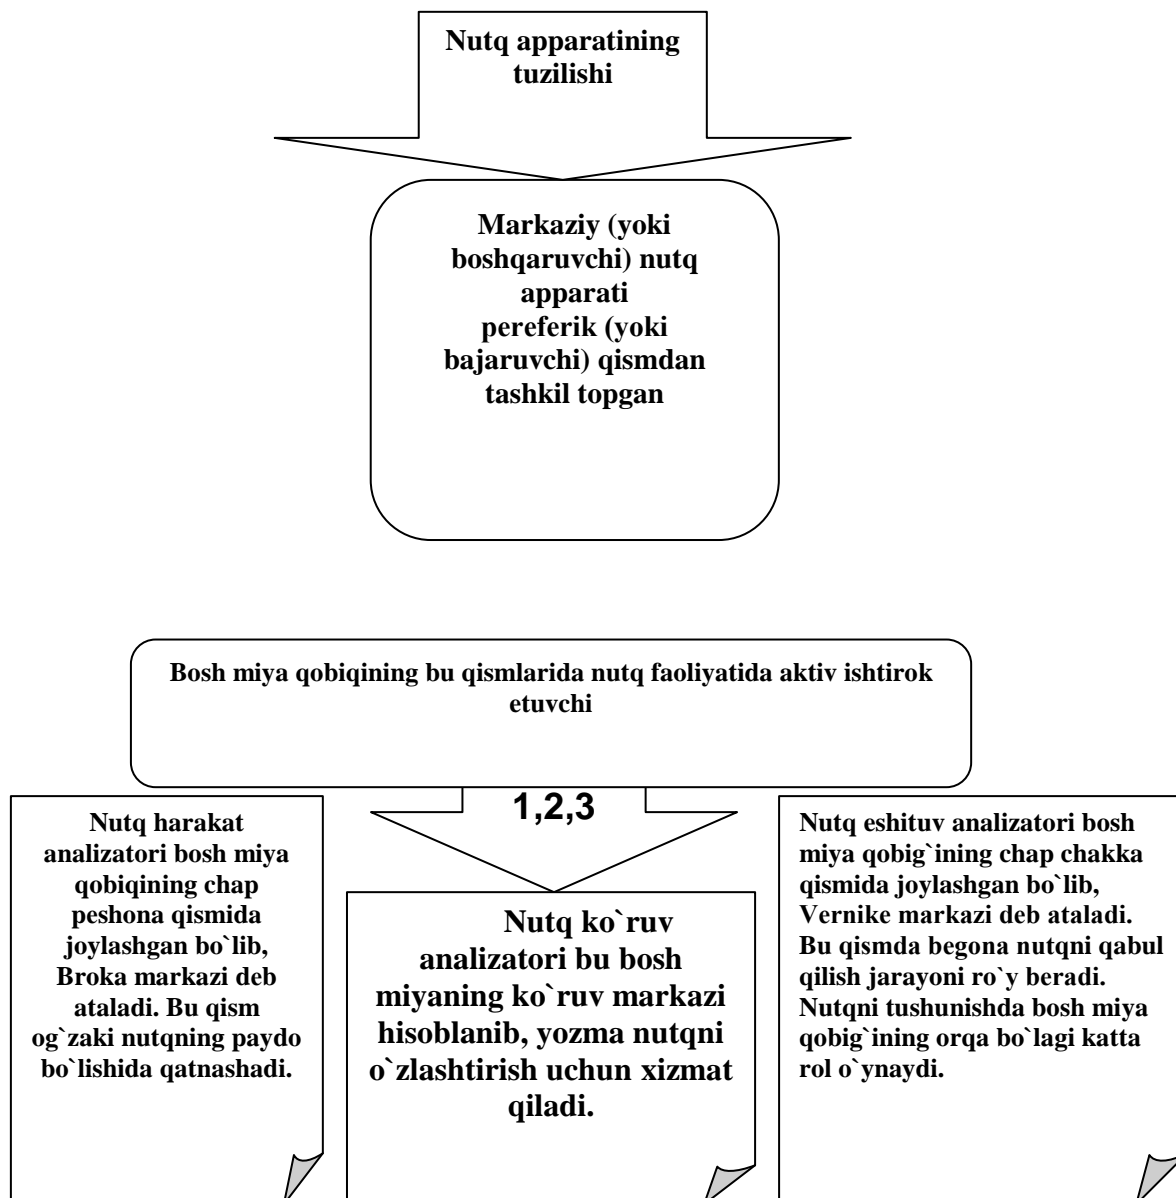 Nutq apparatining
tuzilishi
Markaziy (yoki
boshqaruvchi) nutq
apparati
pereferik (yoki
bajaruvchi) qismdan
tashkil topgan
Bosh miya qobiqining bu qismlarida nutq faoliyatida aktiv ishtirok
etuvchi
1,2,3
Nutq harakat
analizatori bosh miya
qobiqining chap
peshona qismida
joylashgan bo`lib,
Broka markazi deb
ataladi. Bu qism
og`zaki nutqning paydo
bo`lishida qatnashadi.
Nutq ko`ruv
analizatori bu bosh
miyaning ko`ruv markazi
hisoblanib, yozma nutqni
o`zlashtirish uchun xizmat
qiladi.
Nutq eshituv analizatori bosh
miya qobig`ining chap chakka
qismida joylashgan bo`lib,
Vernike markazi deb ataladi.
Bu qismda begona nutqni qabul
qilish jarayoni ro`y beradi.
Nutqni tushunishda bosh miya
qobig`ining orqa bo`lagi katta
rol o`ynaydi.